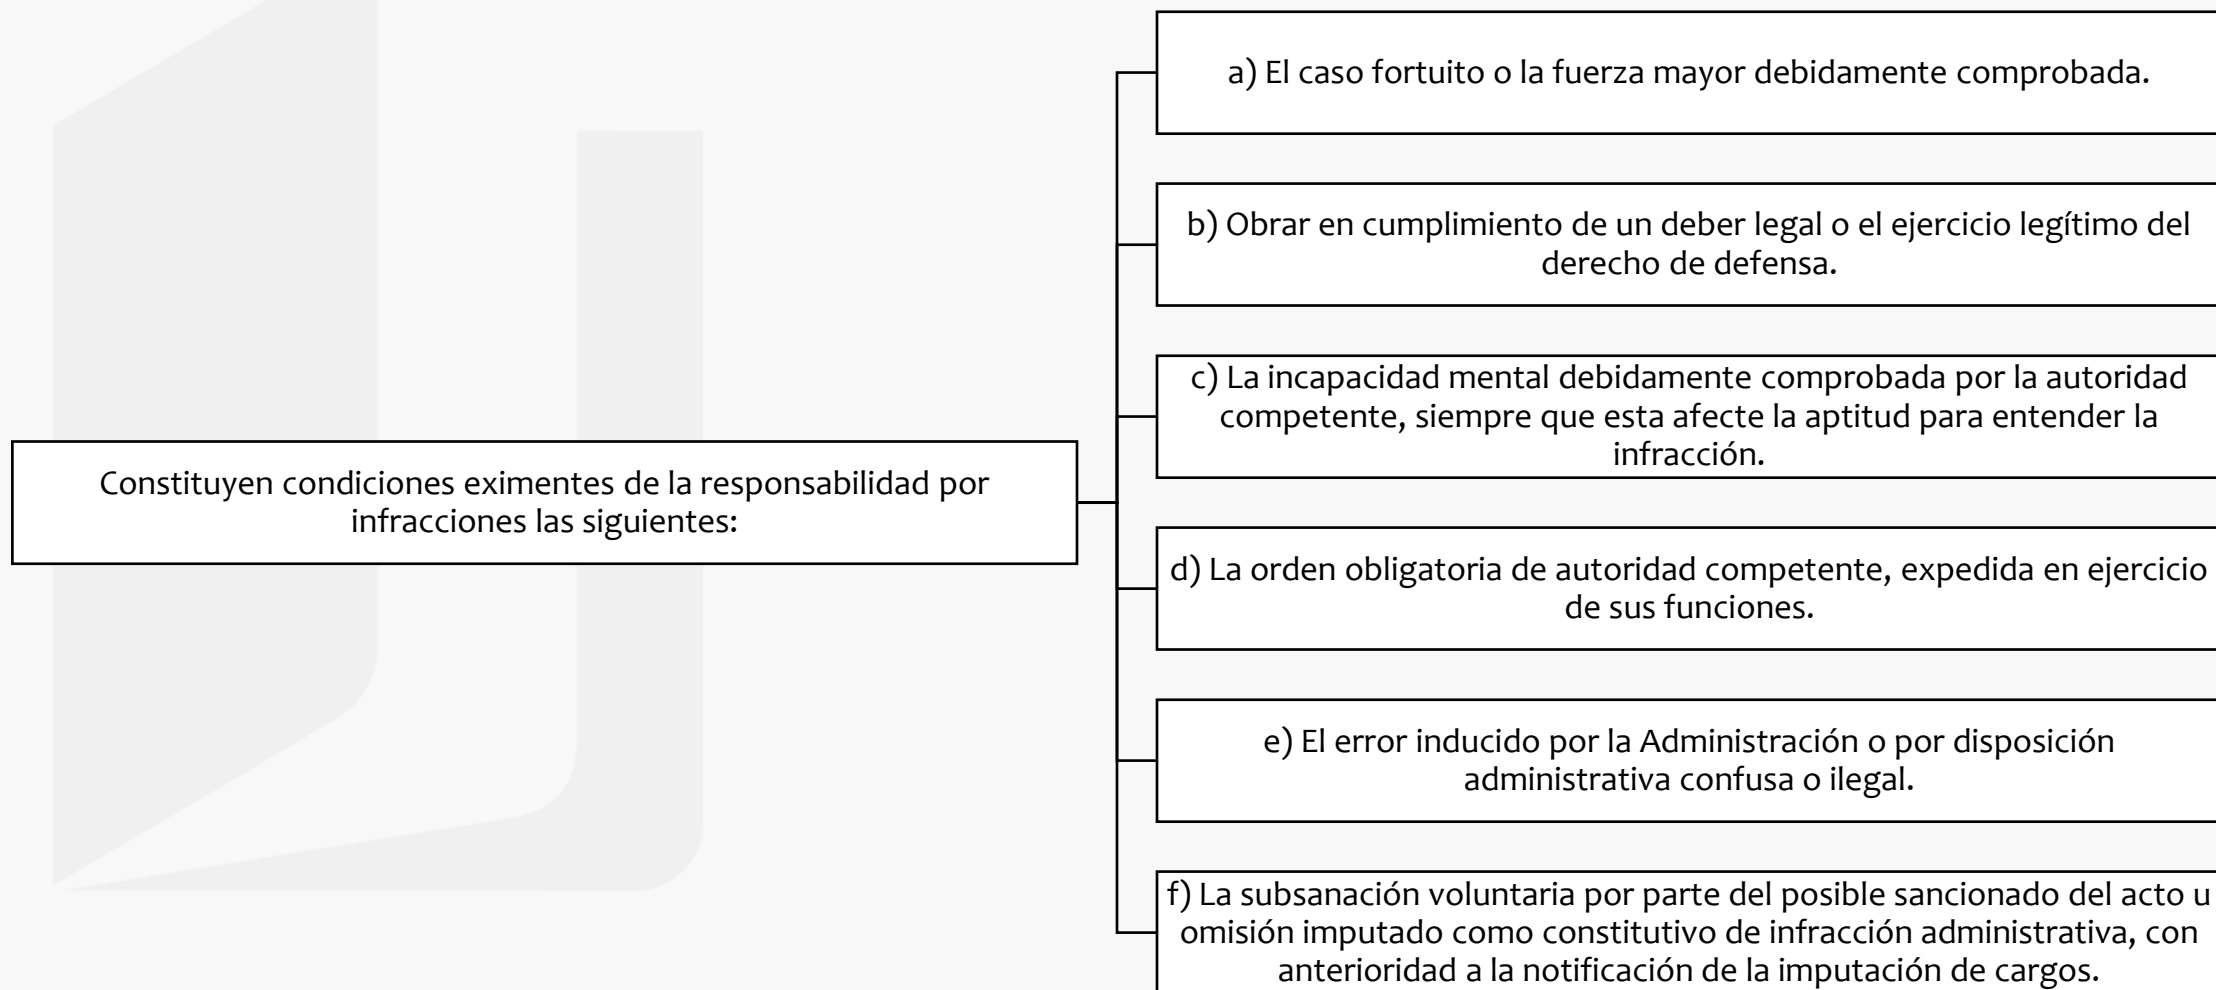 Constituyen condiciones eximentes de la responsabilidad por
infracciones las siguientes:
a) El caso fortuito o la fuerza mayor debidamente comprobada.
b) Obrar en cumplimiento de un deber legal o el ejercicio legítimo del
derecho de defensa.
c) La incapacidad mental debidamente comprobada por la autoridad
competente, siempre que esta afecte la aptitud para entender la
infracción.
d) La orden obligatoria de autoridad competente, expedida en ejercicio
de sus funciones.
e) El error inducido por la Administración o por disposición
administrativa confusa o ilegal.
f) La subsanación voluntaria por parte del posible sancionado del acto u
omisión imputado como constitutivo de infracción administrativa, con
anterioridad a la notificación de la imputación de cargos.